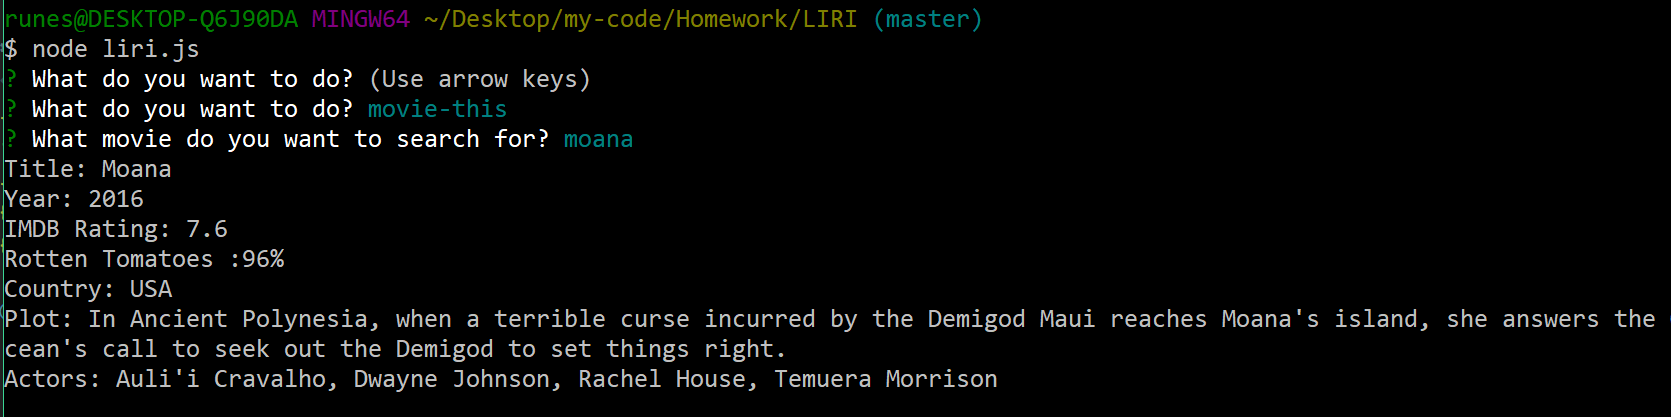 runes@DESKTOP-Q6J90DA MINGW64 ~/Desktop/my-code/Homework/LIRI (master)
$ node liri.js
? What do you want to do? (Use arrow keys)
? What do you want to do? movie-this
? What movie do you want to search for? moana
Title: Moana
Year: 2016
IMDB Rating: 7.6
Rotten Tomatoes :96%
Country: USA
Plot: In Ancient Polynesia, when a terrible curse incurred by the Demigod Maui reaches Moana's island, she answers the
cean's call to seek out the Demigod to set things right.
Actors: Auli'i Cravalho, Dwayne Johnson, Rachel House, Temuera Morrison